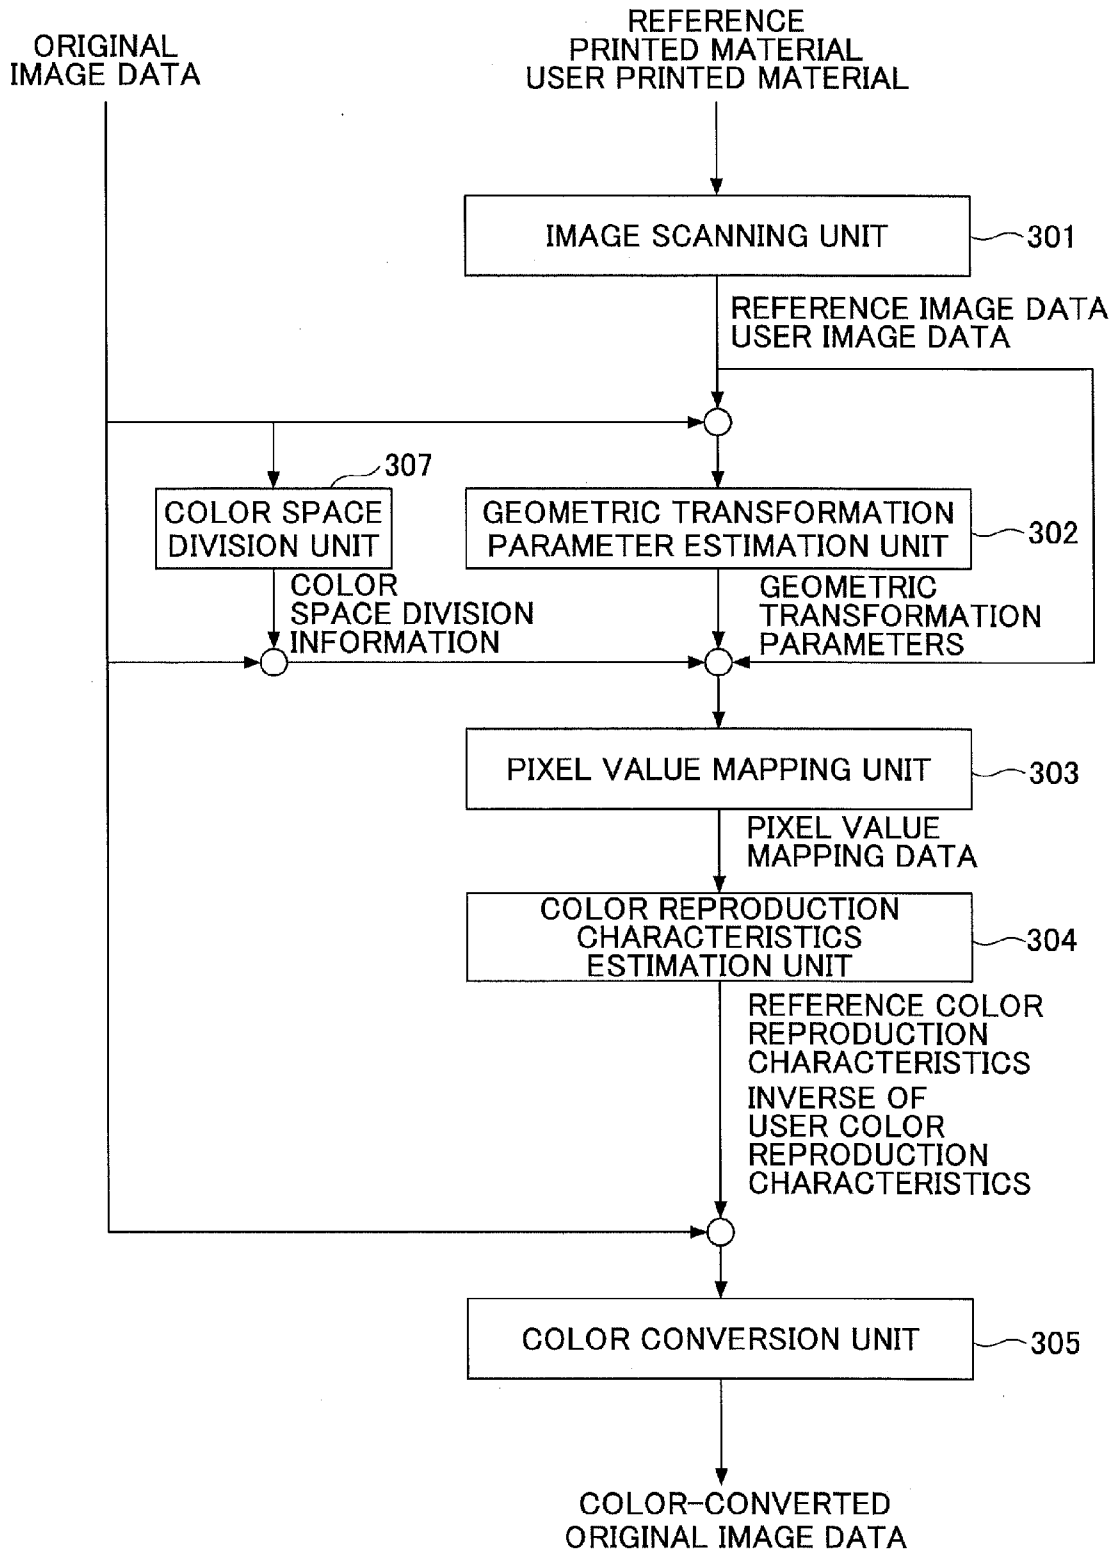 ORIGINAL
IMAGE DATA
REFERENCE
PRINTED MATERIAL
USER PRINTED MATERIAL
IMAGE SCANNING UNIT
301
REFERENCE IMAGE DATA
USER IMAGE DATA
307
COLOR SPACE
DIVISION UNIT
GEOMETRIC TRANSFORMATION
PARAMETER ESTIMATION UNIT
302
COLOR
SPACE DIVISION
INFORMATION
GEOMETRIC
TRANSFORMATION
PARAMETERS
PIXEL VALUE MAPPING UNIT
303
PIXEL VALUE
MAPPING DATA
COLOR REPRODUCTION
CHARACTERISTICS
ESTIMATION UNIT
304
REFERENCE COLOR
REPRODUCTION
CHARACTERISTICS
INVERSE OF
USER COLOR
REPRODUCTION
CHARACTERISTICS
COLOR CONVERSION UNIT
305
COLOR-CONVERTED
ORIGINAL IMAGE DATA